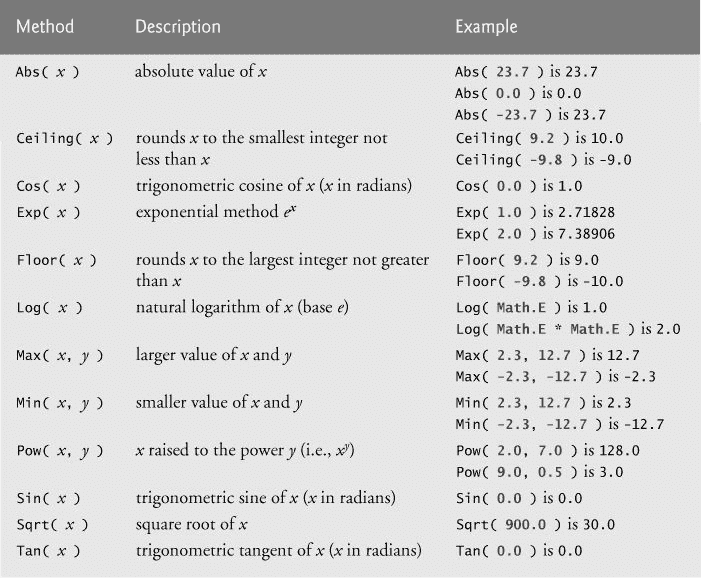 Method Description Example
Abs( x ) absolute value of x Abs( 23.7 ) is 23.7
Abs( 0.0 ) is 0.0
Abs( -23.7 ) is 23.7
Ceiling( x ) rounds x to the smallest integer not Ceiling( 9.2 ) is 10.0
less than x Ceiling( -9.8 ) is -9.0
Cos( x ) trigonometric cosine of x (x in radians) Cos( 0.0 ) is 1.0
Exp( x ) exponential method eˣ Exp( 1.0 ) is 2.71828
Exp( 2.0 ) is 7.38906
Floor( x ) rounds x to the largest integer not greater Floor( 9.2 ) is 9.0
than x Floor( -9.8 ) is -10.0
Log( x ) natural logarithm of x (base e) Log( Math.E ) is 1.0
Log( Math.E * Math.E ) is 2.0
Max( x, y ) larger value of x and y Max( 2.3, 12.7 ) is 12.7
Max( -2.3, -12.7 ) is -2.3
Min( x, y ) smaller value of x and y Min( 2.3, 12.7 ) is 2.3
Min( -2.3, -12.7 ) is -12.7
Pow( x, y ) x raised to the power y (i.e., xʸ) Pow( 2.0, 7.0 ) is 128.0
Pow( 9.0, 0.5 ) is 3.0
Sin( x ) trigonometric sine of x (x in radians) Sin( 0.0 ) is 0.0
Sqrt( x ) square root of x Sqrt( 900.0 ) is 30.0
Tan( x ) trigonometric tangent of x (x in radians) Tan( 0.0 ) is 0.0